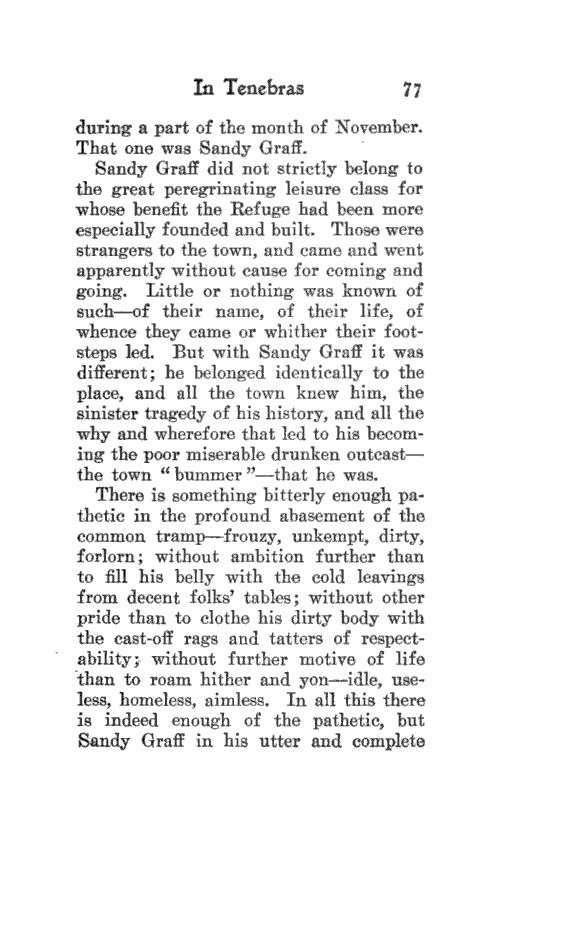 In Tenebras 77
during a part of the month of November.
That one was Sandy Graff.
Sandy Graff did not strictly belong to
the great peregrinating leisure class for
whose benefit the Refuge had been more
especially founded and built. Those were
strangers to the town, and came and went
apparently without cause for coming and
going. Little or nothing was known of
such—of their name, of their life, of
whence they came or whither their foot-
steps led. But with Sandy Graff it was
different; he belonged identically to the
place, and all the town knew him, the
sinister tragedy of his history, and all the
why and wherefore that led to his becom-
ing the poor miserable drunken outcast—
the town “bummer”—that he was.
There is something bitterly enough pa-
thetic in the profound abasement of the
common tramp—frouzy, unkempt, dirty,
forlorn; without ambition further than
to fill his belly with the cold leavings
from decent folks’ tables; without other
pride than to clothe his dirty body with
the cast-off rags and tatters of respect-
ability; without further motive of life
than to roam hither and yon—idle, use-
less, homeless, aimless. In all this there
is indeed enough of the pathetic, but
Sandy Graff in his utter and complete